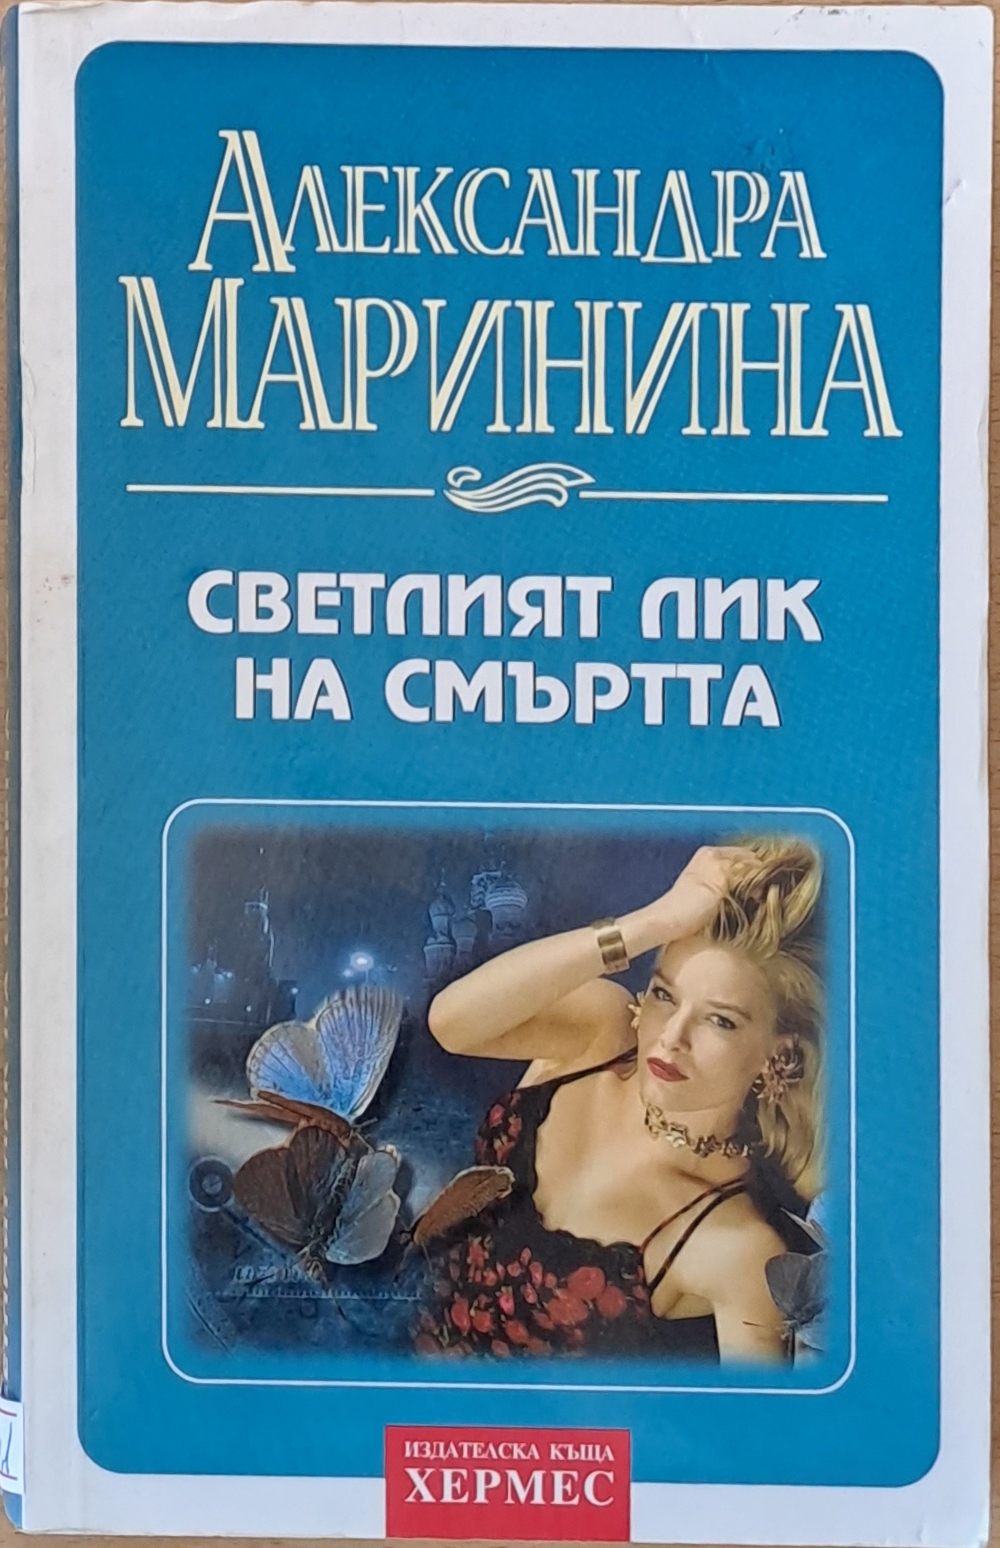 АЛЕКСАНДРА
МАРИНИНА
СВЕТЛИЯТ ЛИК
НА СМЪРТТА
ИЗДАТЕЛСКА КЪЩА
ХЕРМЕС